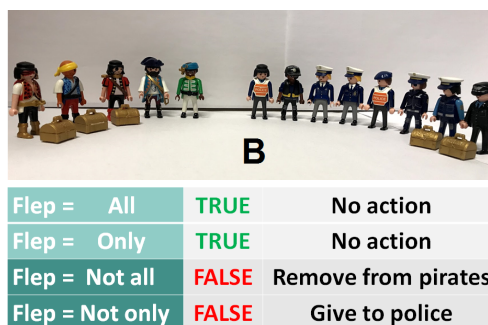 B
Flep = All TRUE No action
Flep = Only TRUE No action
Flep = Not all FALSE Remove from pirates
Flep = Not only FALSE Give to police